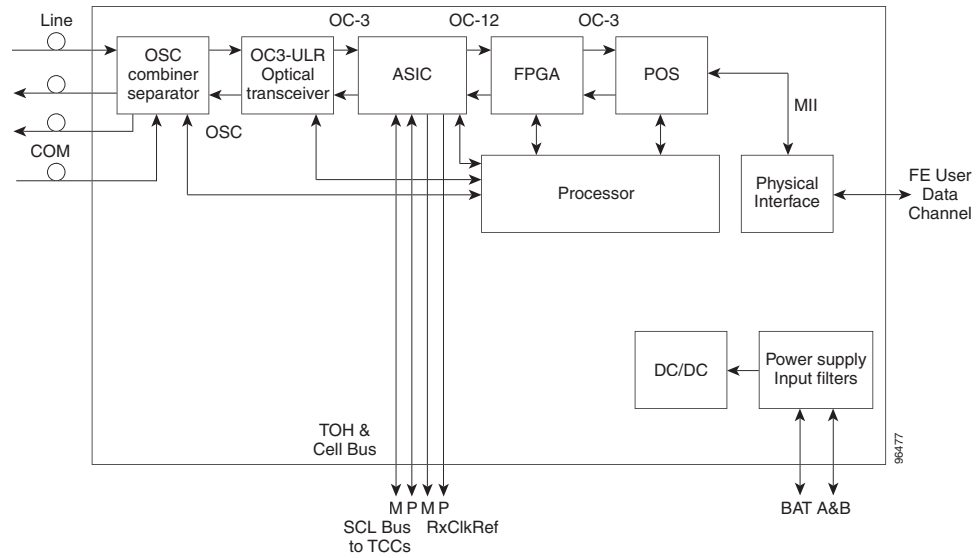 Line
OC-3
OC-12
OC-3
OSC
combiner
separator
OC3-ULR
Optical
transceiver
ASIC
FPGA
POS
MII
OSC
COM
Processor
Physical
Interface
FE User
Data
Channel
DC/DC
Power supply
Input filters
TOH &
Cell Bus
96477
M P M P
SCL Bus
to TCCs
RxClkRef
BAT A&B